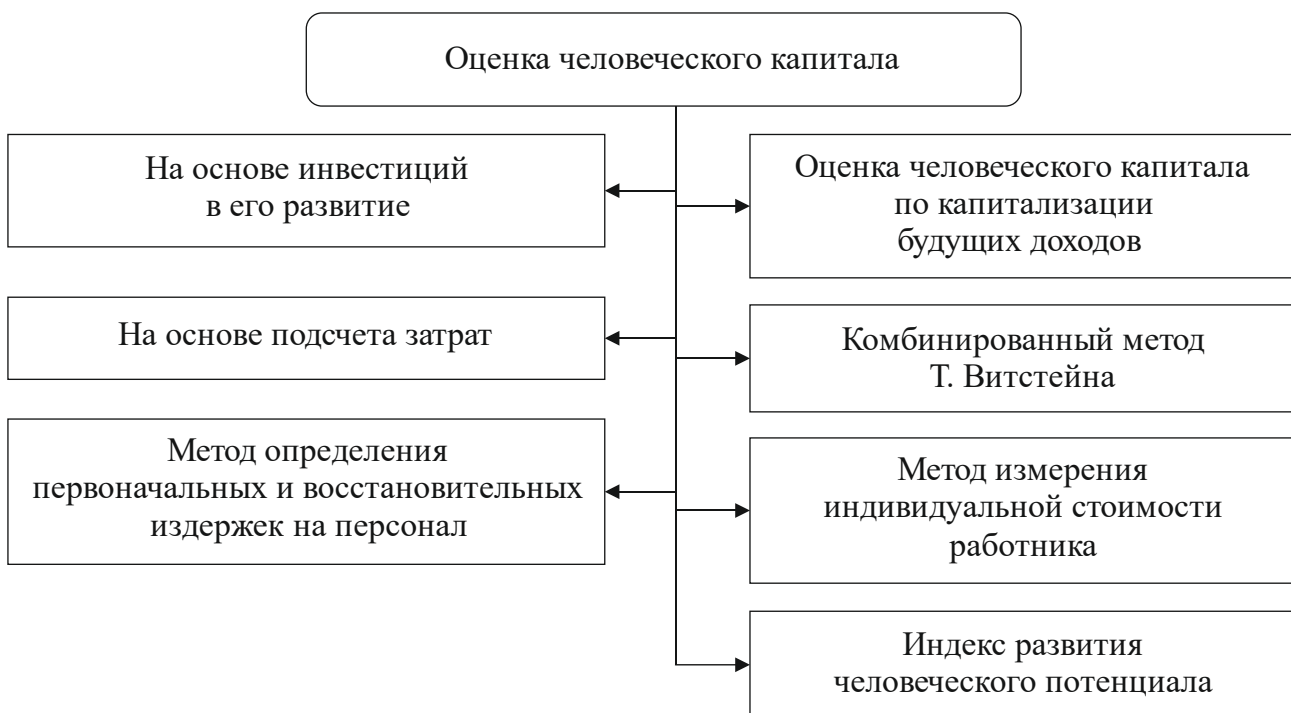 Оценка человеческого капитала
На основе инвестиций
в его развитие
На основе подсчета затрат
Метод определения
первоначальных и восстановительных
издержек на персонал
Оценка человеческого капитала
по капитализации
будущих доходов
Комбинированный метод
Т. Витстейна
Метод измерения
индивидуальной стоимости
работника
Индекс развития
человеческого потенциала